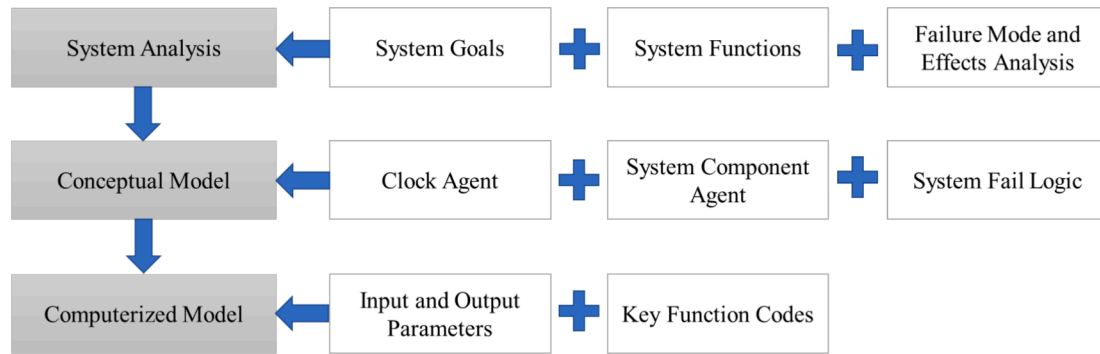 System Analysis
System Goals
System Functions
Failure Mode and
Effects Analysis
Conceptual Model
Clock Agent
System Component
Agent
System Fail Logic
Computerized Model
Input and Output
Parameters
Key Function Codes